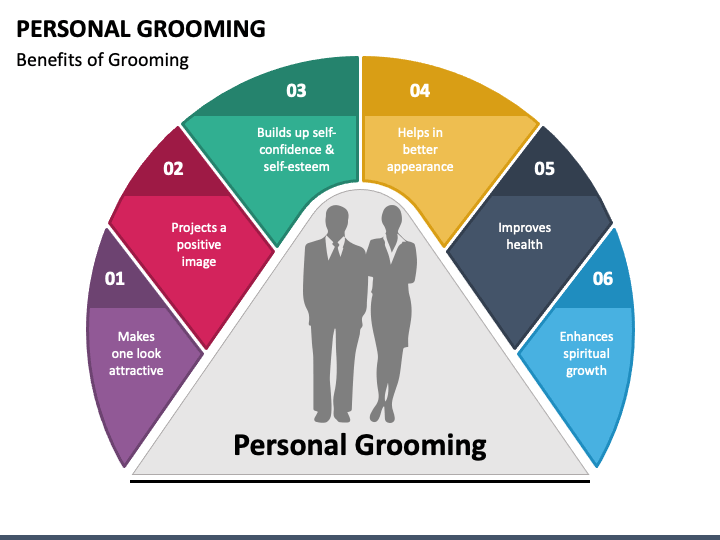 PERSONAL GROOMING
Benefits of Grooming
01
Makes
one look
attractive
02
Projects a
positive
image
03
Builds up self-
confidence &
self-esteem
04
Helps in
better
appearance
05
Improves
health
06
Enhances
spiritual
growth
Personal Grooming